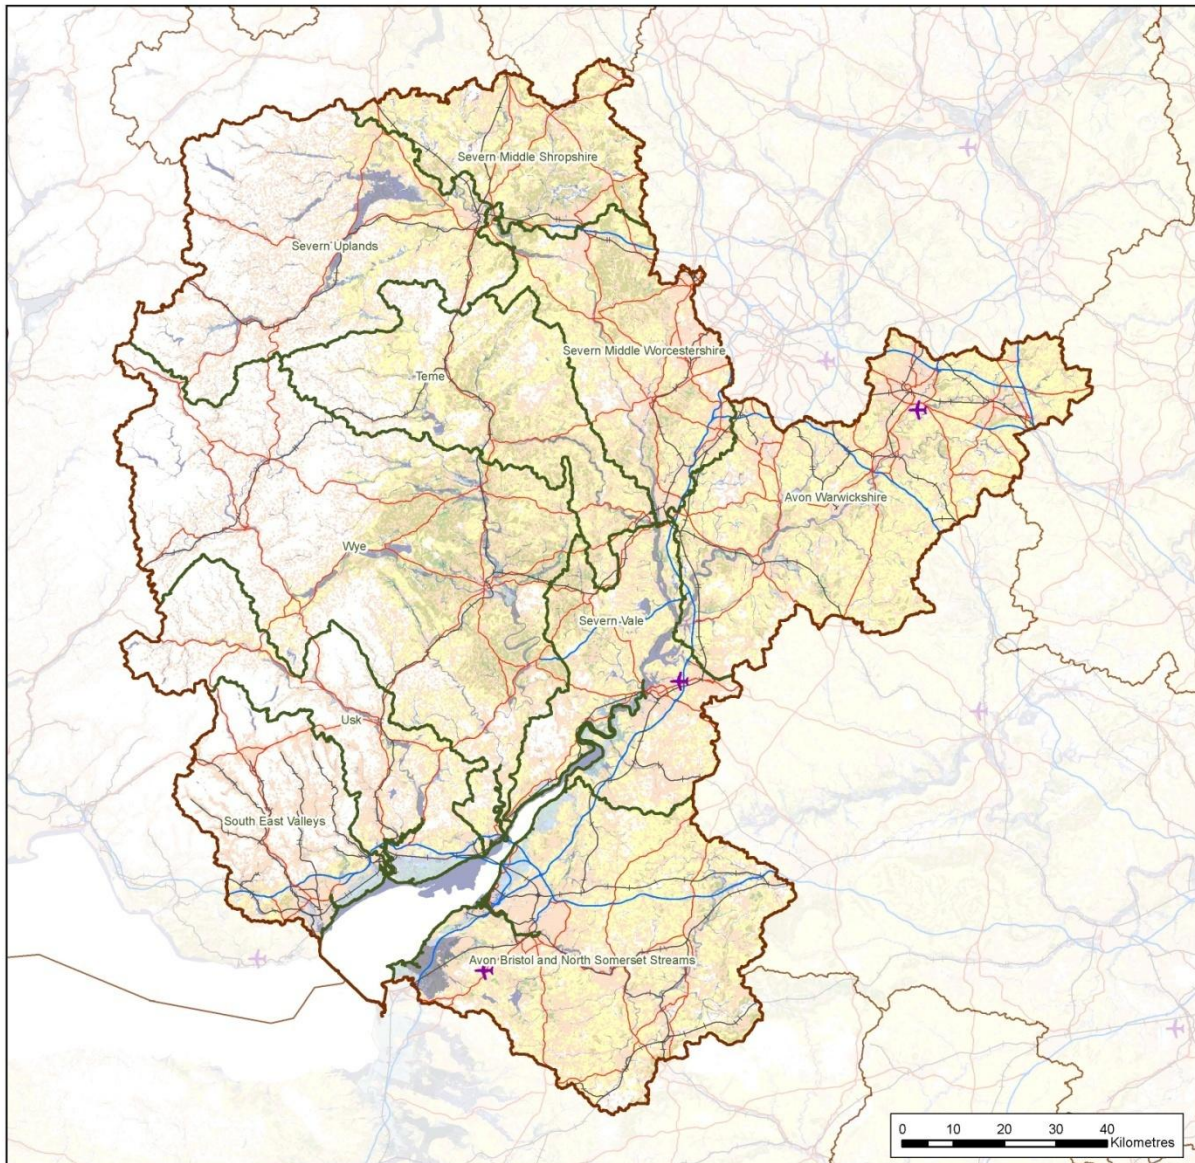 Severn Middle Shropshire
Severn Uplands
Severn Middle Worcestershire
Teme
Avon Warwickshire
Wye
Severn Vale
Usk
South East Valleys
Avon Bristol and North Somerset Streams
0 10 20 30 40
Kilometres